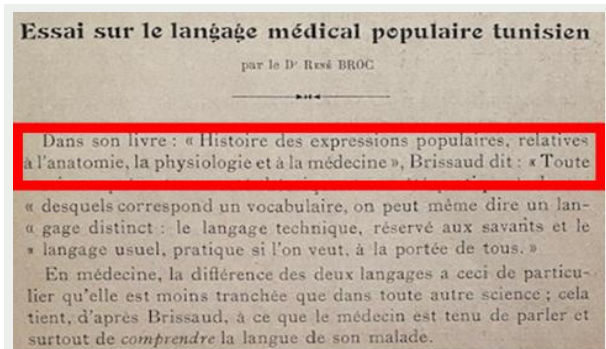 Essai sur le langage médical populaire tunisien
par le Dr René BROC
Dans son livre : « Histoire des expressions populaires, relatives
à l'anatomie, la physiologie et à la médecine », Brissaud dit : « Toute
« desquels correspond un vocabulaire, on peut même dire un lan-
« gage distinct : le langage technique, réservé aux savants et le
« langage usuel, pratique si l'on veut, à la portée de tous. »
En médecine, la différence des deux langages a ceci de particu-
lier qu'elle est moins tranchée que dans toute autre science ; cela
tient, d'après Brissaud, à ce que le médecin est tenu de parler et
surtout de comprendre la langue de son malade.